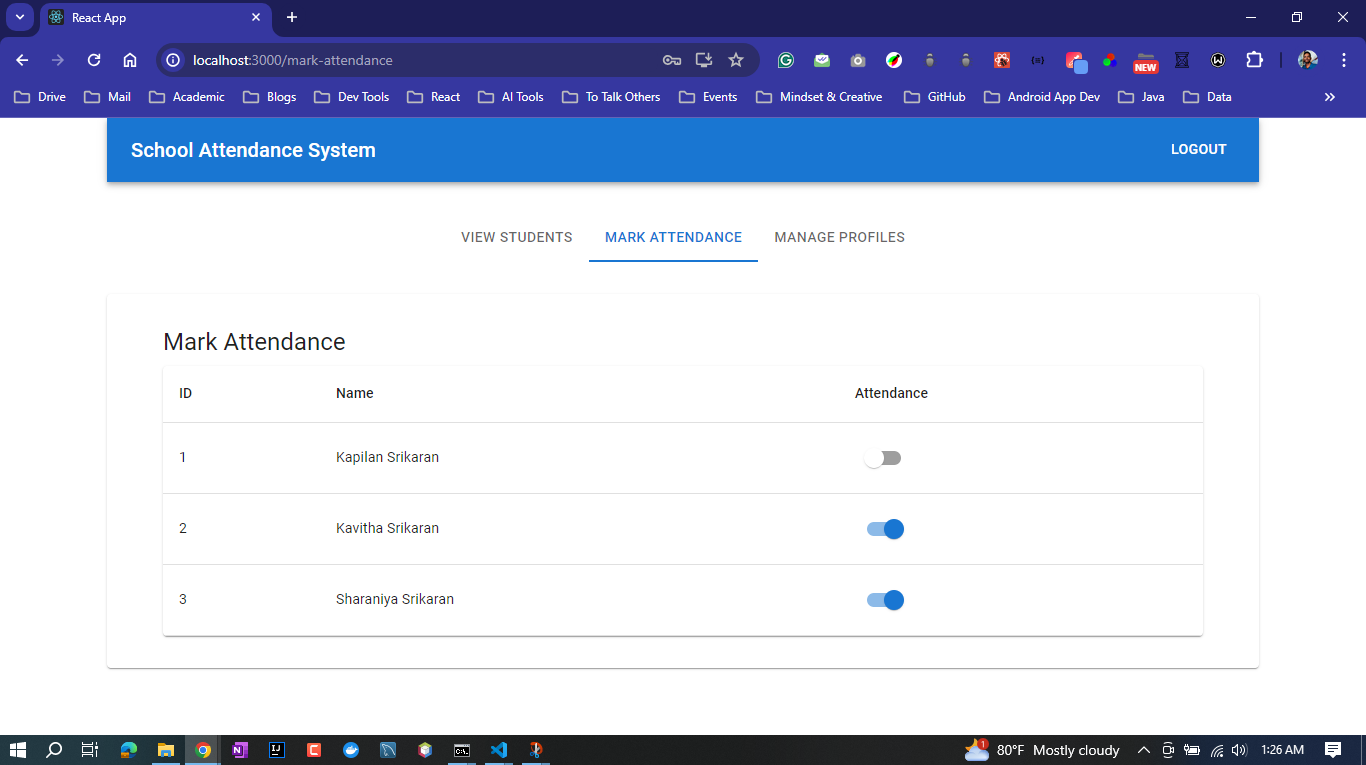 React App
localhost:3000/mark-attendance
NEW
Drive Mail Academic Blogs Dev Tools React AI Tools To Talk Others Events Mindset & Creative GitHub Android App Dev Java Data
School Attendance System LOGOUT
VIEW STUDENTS MARK ATTENDANCE MANAGE PROFILES
Mark Attendance
ID Name Attendance
1 Kapilan Srikaran
2 Kavitha Srikaran
3 Sharaniya Srikaran
1 80°F Mostly cloudy 1:26 AM